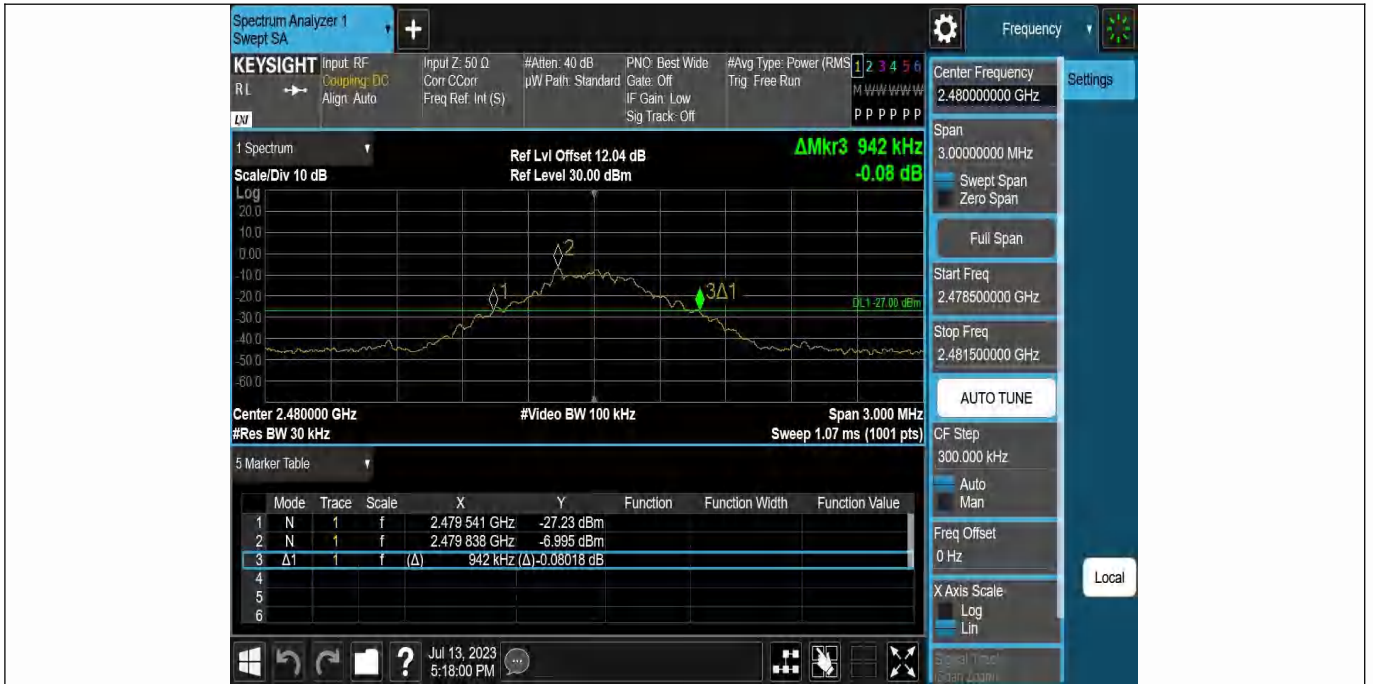 Spectrum Analyzer 1
Swept SA
Frequency
KEYSIGHT
RL
LXI
Input: RF
Coupling: DC
Align: Auto
Input Z: 50 Ω
Corr CCorr
Freq Ref: Int (S)
#Atten: 40 dB
µW Path: Standard
PNO: Best Wide
Gate: Off
IF Gain: Low
Sig Track: Off
#Avg Type: Power (RMS
Trig: Free Run
1 2 3 4 5 6
M W W W W W
P P P P P P
1 Spectrum
Scale/Div 10 dB
Ref Lvl Offset 12.04 dB
Ref Level 30.00 dBm
ΔMkr3 942 kHz
-0.08 dB
Log
20.0
10.0
0.00
-10.0
-20.0
-30.0
-40.0
-50.0
-60.0
1
2
3Δ1
DL1 -27.00 dBm
Center 2.480000 GHz
#Video BW 100 kHz
Span 3.000 MHz
#Res BW 30 kHz
Sweep 1.07 ms (1001 pts)
5 Marker Table
Mode Trace Scale X Y Function Function Width Function Value
1 N 1 f 2.479 541 GHz -27.23 dBm
2 N 1 f 2.479 838 GHz -6.995 dBm
3 Δ1 1 f (Δ) 942 kHz (Δ) -0.08018 dB
4
5
6
Jul 13, 2023
5:18:00 PM
Center Frequency
2.480000000 GHz
Settings
Span
3.00000000 MHz
Swept Span
Zero Span
Full Span
Start Freq
2.478500000 GHz
Stop Freq
2.481500000 GHz
AUTO TUNE
CF Step
300.000 kHz
Auto
Man
Freq Offset
0 Hz
X Axis Scale
Log
Lin
Signal Track
(Span Zoom)
Local